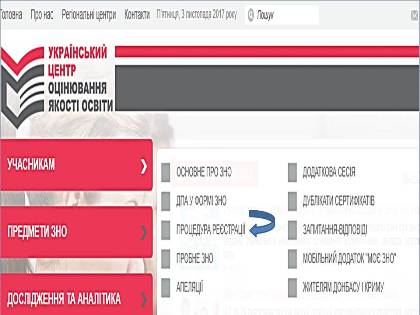 Головна Про нас Регіональні центри Контакти П'ятниця, 3 листопада 2017 року Пошук
УКРАЇНСЬКИЙ
ЦЕНТР
ОЦІНЮВАННЯ
ЯКОСТІ ОСВІТИ
УЧАСНИКАМ
ПРЕДМЕТИ ЗНО
ДОСЛІДЖЕННЯ ТА АНАЛІТИКА
ОСНОВНЕ ПРО ЗНО
ДПА У ФОРМІ ЗНО
ПРОЦЕДУРА РЕЄСТРАЦІЇ
ПРОБНЕ ЗНО
АПЕЛЯЦІЇ
ДОДАТКОВА СЕСІЯ
ДУБЛІКАТИ СЕРТИФІКАТІВ
ЗАПИТАННЯ-ВІДПОВІДІ
МОБІЛЬНИЙ ДОДАТОК "МОЄ ЗНО"
ЖИТЕЛЯМ ДОНБАСУ І КРИМУ